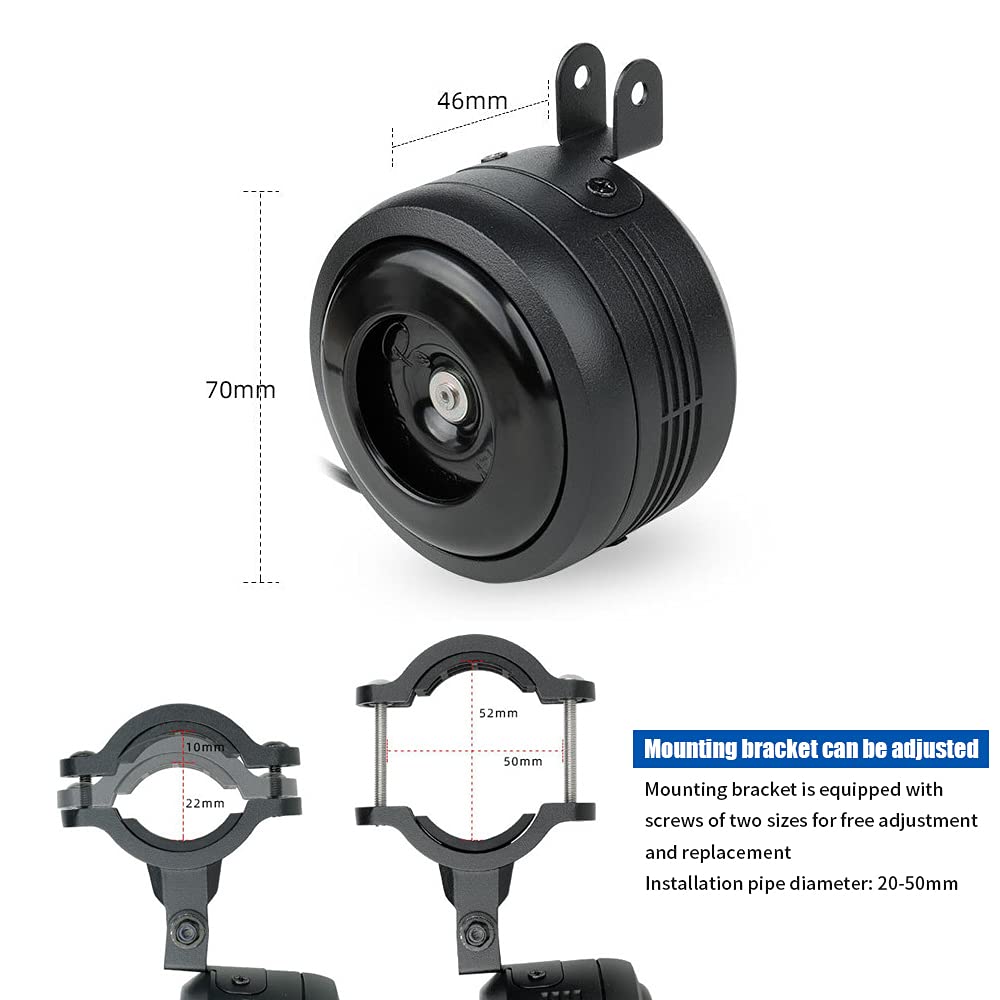 46mm
70mm
10mm
22mm
52mm
50mm
Mounting bracket can be adjusted
Mounting bracket is equipped with
screws of two sizes for free adjustment
and replacement
Installation pipe diameter: 20-50mm